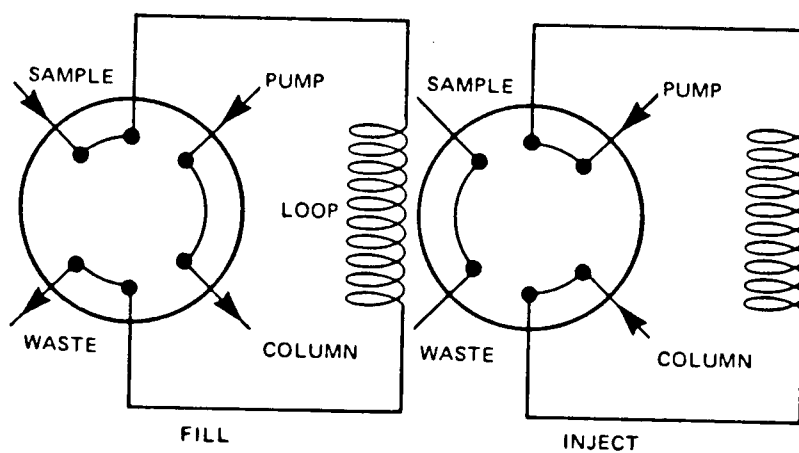 SAMPLE
PUMP
LOOP
WASTE
COLUMN
FILL
SAMPLE
PUMP
WASTE
COLUMN
INJECT